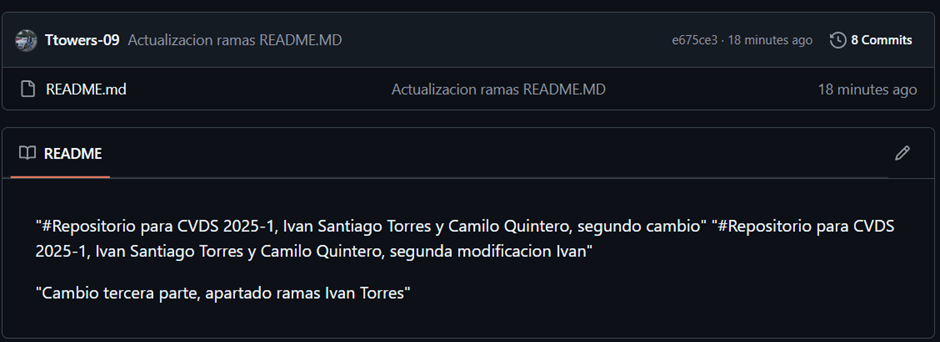 Ttowers-09 Actualizacion ramas README.MD e675ce3 · 18 minutes ago 8 Commits
README.md Actualizacion ramas README.MD 18 minutes ago
README
"#Repositorio para CVDS 2025-1, Ivan Santiago Torres y Camilo Quintero, segundo cambio" "#Repositorio para CVDS
2025-1, Ivan Santiago Torres y Camilo Quintero, segunda modificacion Ivan"
"Cambio tercera parte, apartado ramas Ivan Torres"